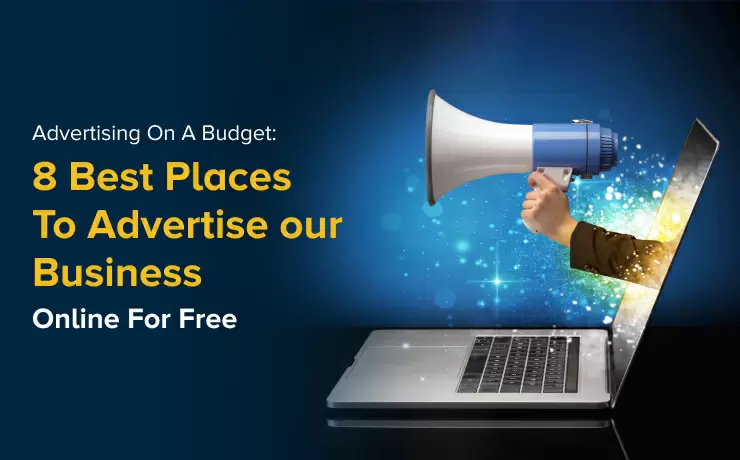 Advertising On A Budget:
8 Best Places
To Advertise our
Business
Online For Free